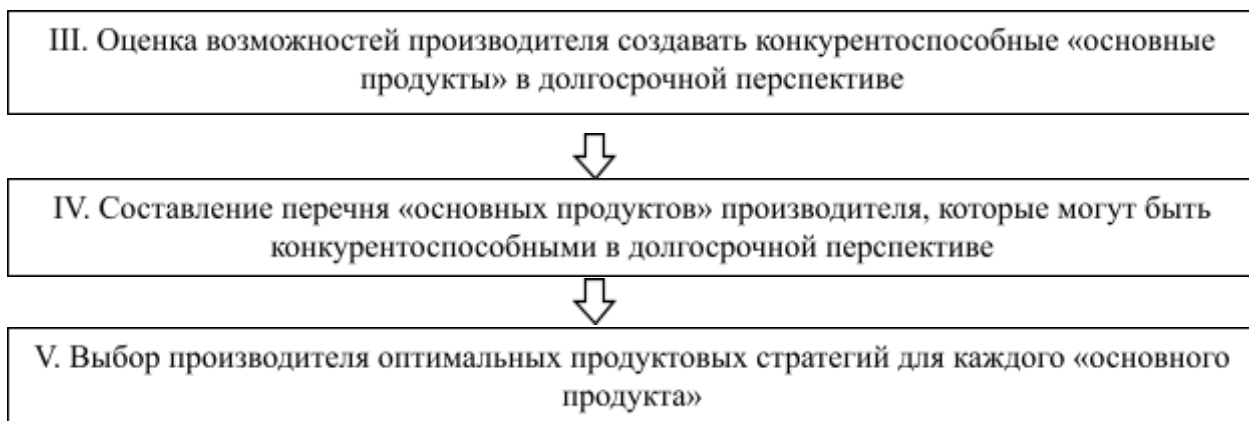 III. Оценка возможностей производителя создавать конкурентоспособные «основные
продукты» в долгосрочной перспективе
IV. Составление перечня «основных продуктов» производителя, которые могут быть
конкурентоспособными в долгосрочной перспективе
V. Выбор производителя оптимальных продуктовых стратегий для каждого «основного
продукта»